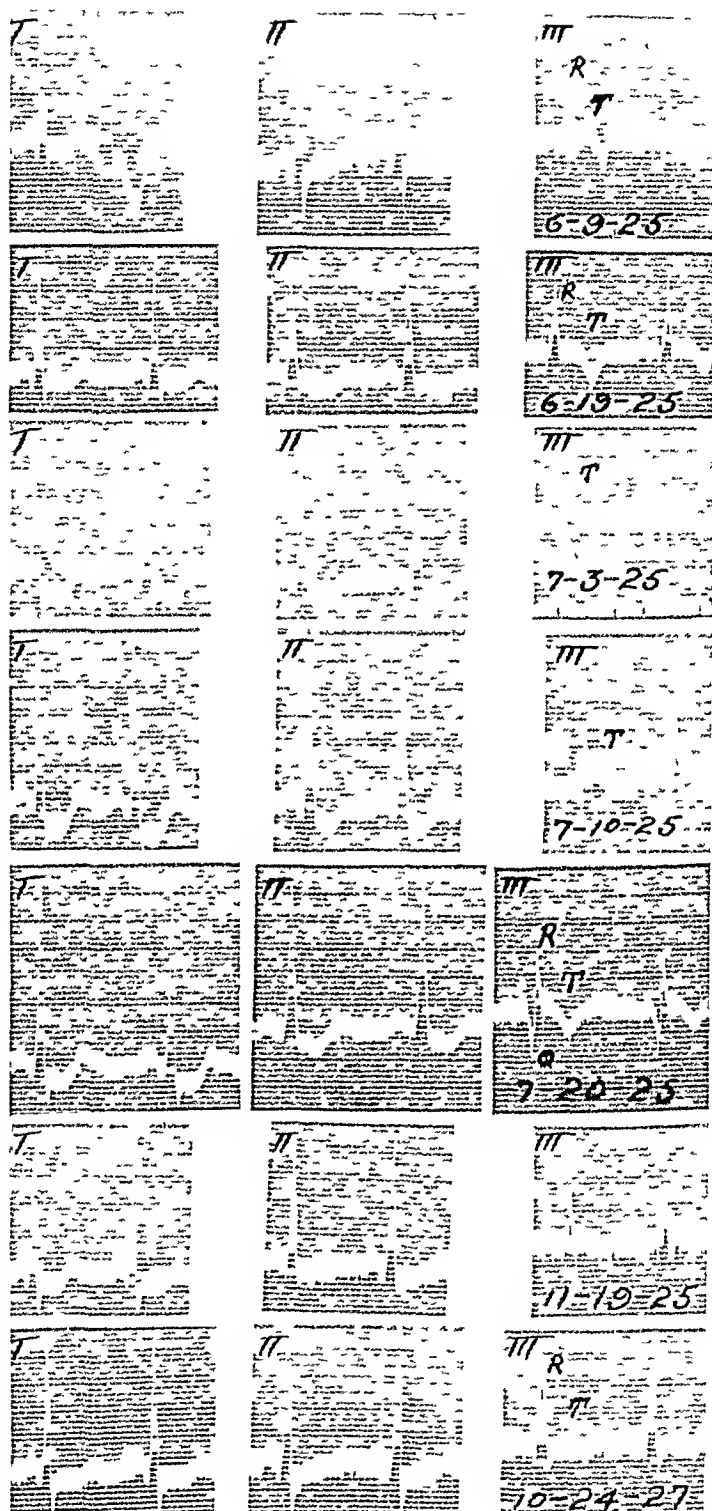 I II III
R
T
6-9-25
I II III
R
T
6-19-25
I II III
T
7-3-25
I II III
T
7-10-25
I II III
R
T
Q
7-20-25
I II III
11-19-25
I II III
R
T
10-24-27